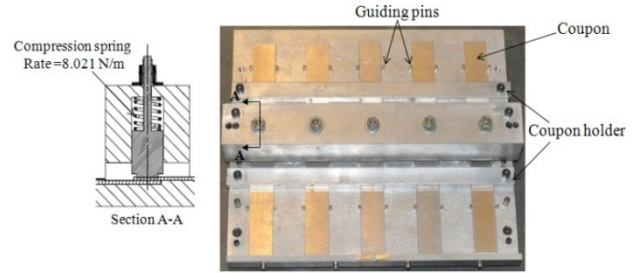 Guiding pins
Coupon
Compression spring
Rate=8.021 N/m
A
A
Coupon holder
Section A-A